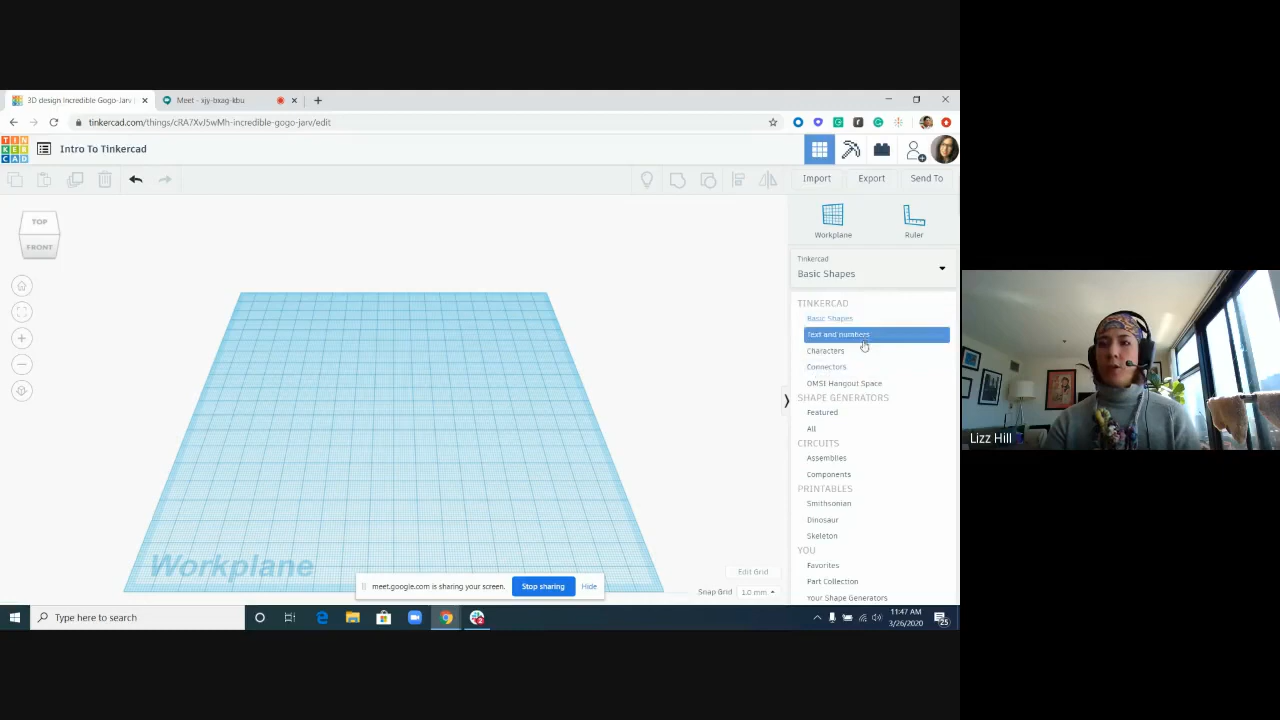 3D design Incredible Gogo-Jarv
Meet - xjy-bxag-kbu
tinkercad.com/things/cRA7XvJ5wMh-incredible-gogo-jarv/edit
TIN
KER
CAD
Intro To Tinkercad
Import
Export
Send To
TOP
FRONT
Workplane
Ruler
Tinkercad
Basic Shapes
TINKERCAD
Basic Shapes
Text and numbers
Characters
Connectors
OMSI Hangout Space
SHAPE GENERATORS
Featured
All
CIRCUITS
Assemblies
Components
PRINTABLES
Smithsonian
Dinosaur
Skeleton
YOU
Favorites
Part Collection
Your Shape Generators
Workplane
Edit Grid
Snap Grid 1.0 mm
meet.google.com is sharing your screen.
Stop sharing
Hide
Type here to search
11:47 AM
3/26/2020
25
Lizz Hill